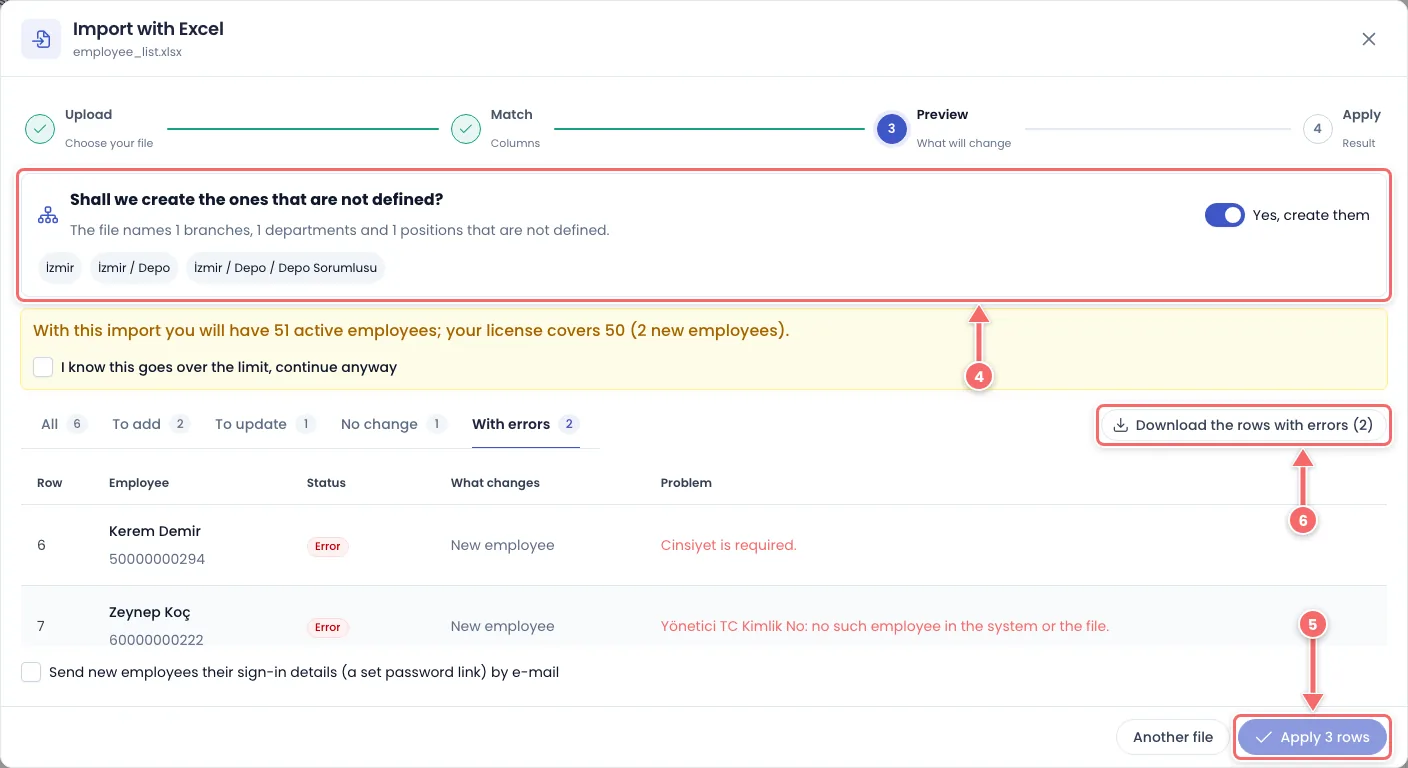 Import with Excel
employee_list.xlsx
Upload
Choose your file
Match
Columns
3
Preview
What will change
4
Apply
Result
Shall we create the ones that are not defined?
The file names 1 branches, 1 departments and 1 positions that are not defined.
Yes, create them
İzmir
İzmir / Depo
İzmir / Depo / Depo Sorumlusu
With this import you will have 51 active employees; your license covers 50 (2 new employees).
I know this goes over the limit, continue anyway
4
All 6
To add 2
To update 1
No change 1
With errors 2
Download the rows with errors (2)
6
Row Employee Status What changes Problem
Kerem Demir
6 Error New employee Cinsiyet is required.
50000000294
Zeynep Koç
7 Error New employee Yönetici TC Kimlik No: no such employee in the system or the file.
60000000222
5
Send new employees their sign-in details (a set password link) by e-mail
Another file
Apply 3 rows